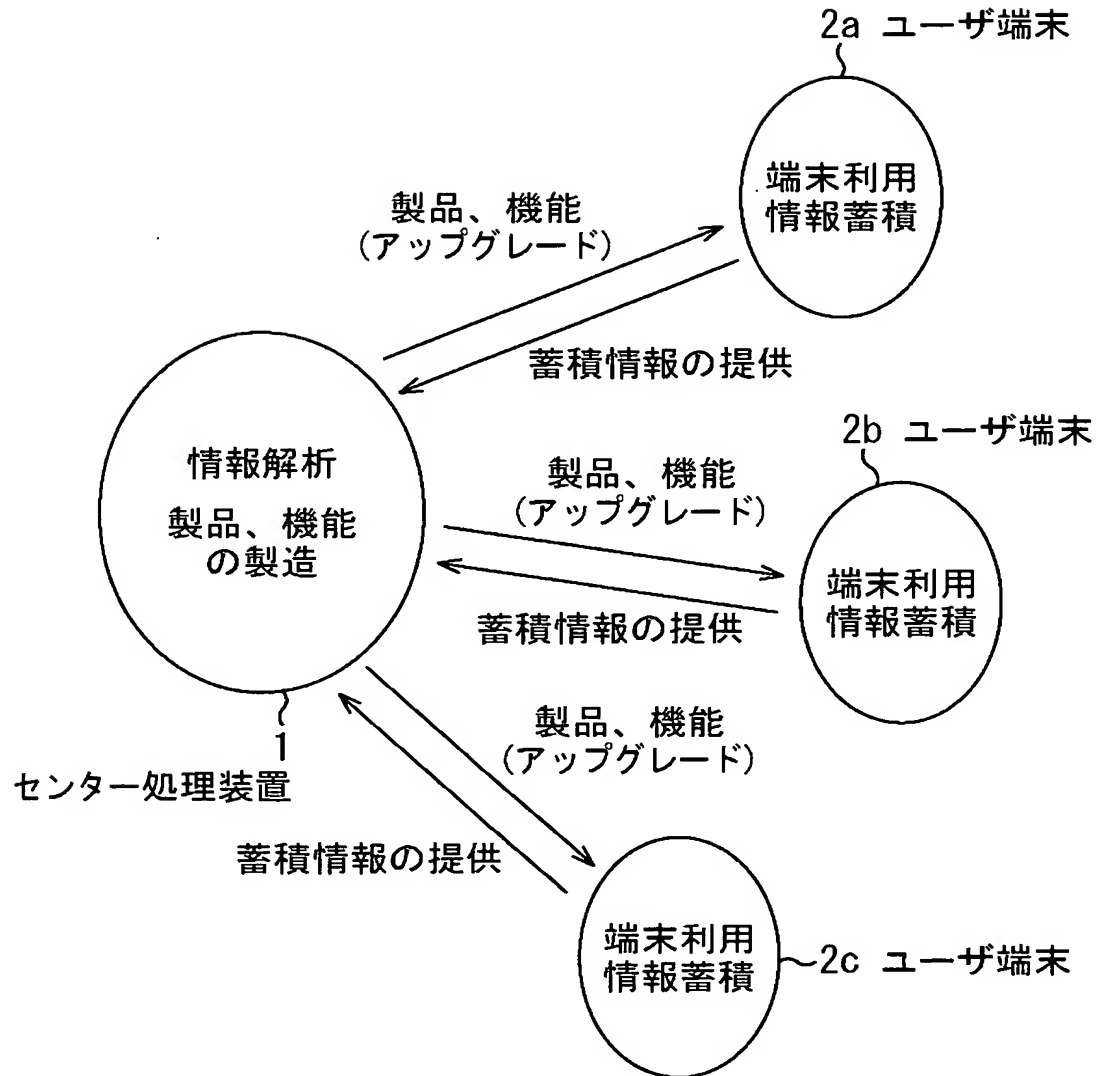 2a ユーザ端末
端末利用
情報蓄積
製品、機能
(アップグレード)
蓄積情報の提供
2b ユーザ端末
情報解析
製品、機能
の製造
製品、機能
(アップグレード)
端末利用
情報蓄積
蓄積情報の提供
製品、機能
(アップグレード)
1
センター処理装置
蓄積情報の提供
端末利用
情報蓄積
2c ユーザ端末